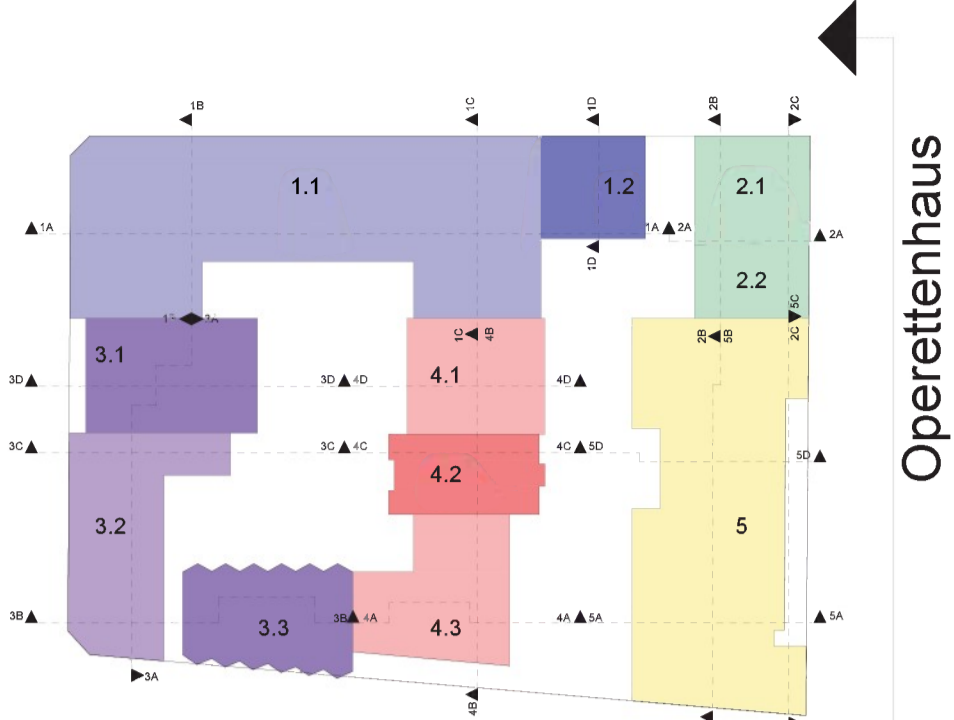 1B
1C
1D
2B
2C
1.1
1.2
2.1
1A
1A
2A
2A
1D
2.2
5C
3A
1C
4B
2B
5B
2C
3.1
4.1
3D
3D
4D
4D
3C
3C
4C
4C
5D
5D
4.2
3.2
5
3B
3B
4A
4A
5A
5A
3.3
4.3
3A
4B
Operettenhaus